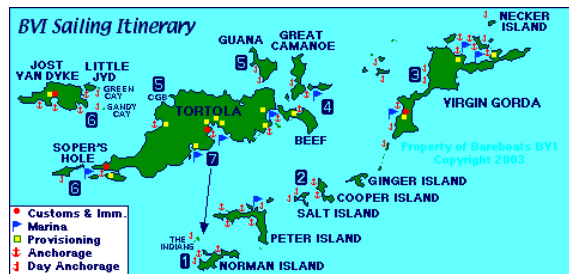 BVI Sailing Itinerary
NECKER
ISLAND
GREAT
CAMANOE
GUANA
5
3
JOST
VAN DYKE
LITTLE
JYD
GREEN
CAY
SANDY
CAY
6
5
CGB
TORTOLA
4
VIRGIN GORDA
BEEF
Property of Bareboats BVI
Copyright 2003
SOPER'S
HOLE
6
7
2
GINGER ISLAND
COOPER ISLAND
SALT ISLAND
PETER ISLAND
THE
INDIANS
1
NORMAN ISLAND
Customs & Imm.
Marina
Provisioning
Anchorage
Day Anchorage